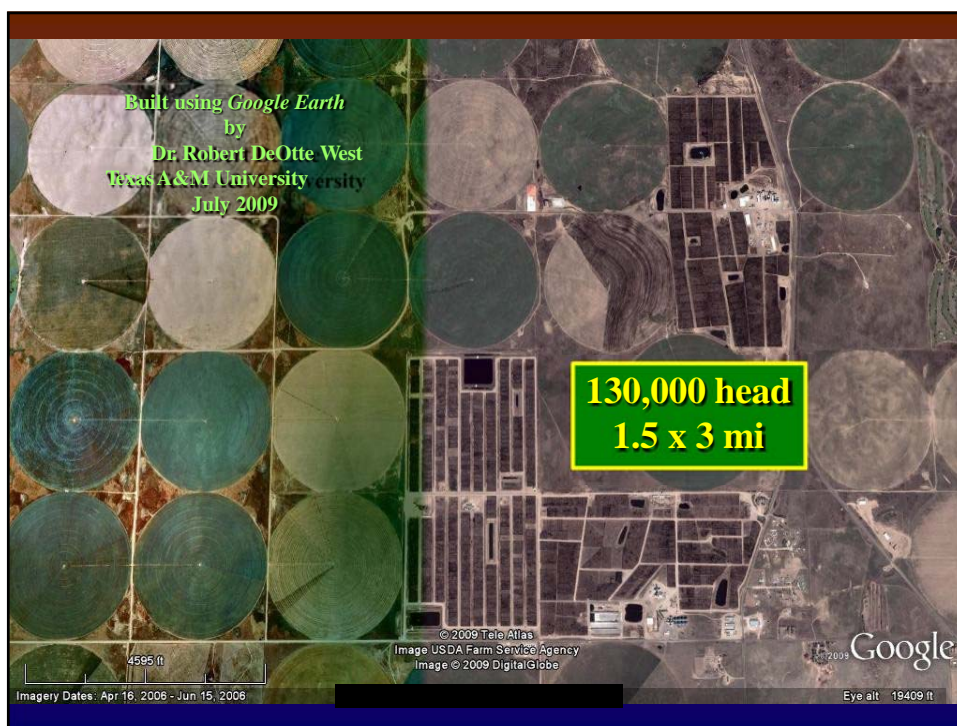 Built using Google Earth
by
Dr. Robert DeOtte West
Texas A&M University
July 2009
130,000 head
1.5 x 3 mi
© 2009 Tele Atlas
Image USDA Farm Service Agency
Image © 2009 DigitalGlobe
© 2009 Google
4595 ft
Imagery Dates: Apr 16, 2006 - Jun 15, 2006
Eye alt 19409 ft